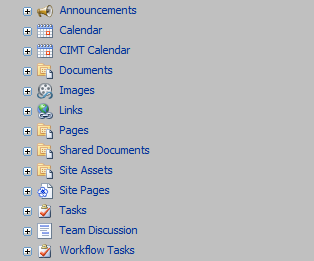 Announcements
Calendar
CIMT Calendar
Documents
Images
Links
Pages
Shared Documents
Site Assets
Site Pages
Tasks
Team Discussion
Workflow Tasks